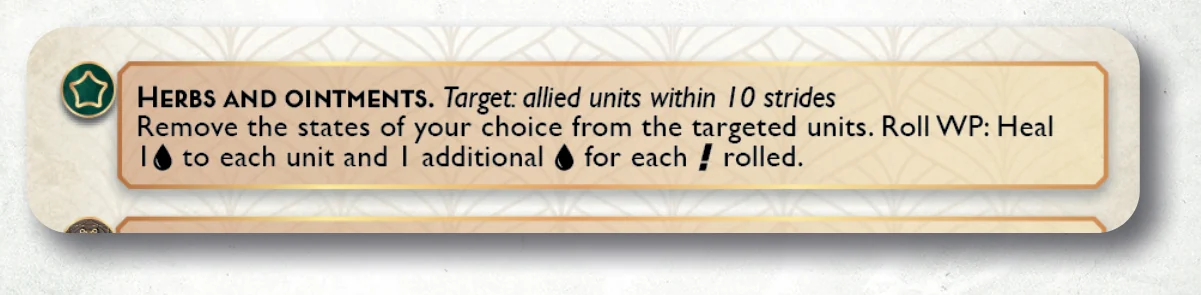 HERBS AND OINTMENTS. Target: allied units within 10 strides
Remove the states of your choice from the targeted units. Roll WP: Heal
1 to each unit and 1 additional for each ! rolled.